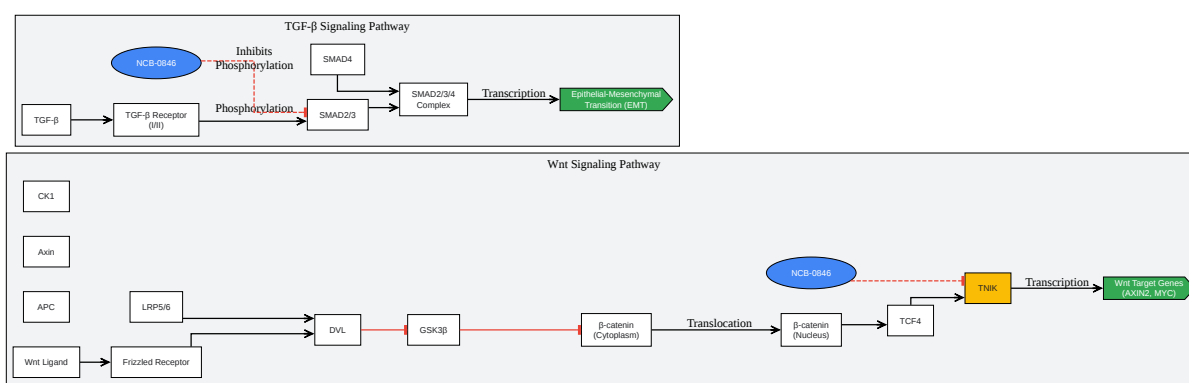 TGF-β Signaling Pathway
NCB-0846
Inhibits
Phosphorylation
SMAD4
TGF-β
TGF-β Receptor
(I/II)
Phosphorylation
SMAD2/3
SMAD2/3/4
Complex
Transcription
Epithelial-Mesenchymal
Transition (EMT)
Wnt Signaling Pathway
CK1
Axin
APC
Wnt Ligand
LRP5/6
Frizzled Receptor
DVL
GSK3β
β-catenin
(Cytoplasm)
Translocation
β-catenin
(Nucleus)
NCB-0846
TCF4
TNIK
Transcription
Wnt Target Genes
(AXIN2, MYC)